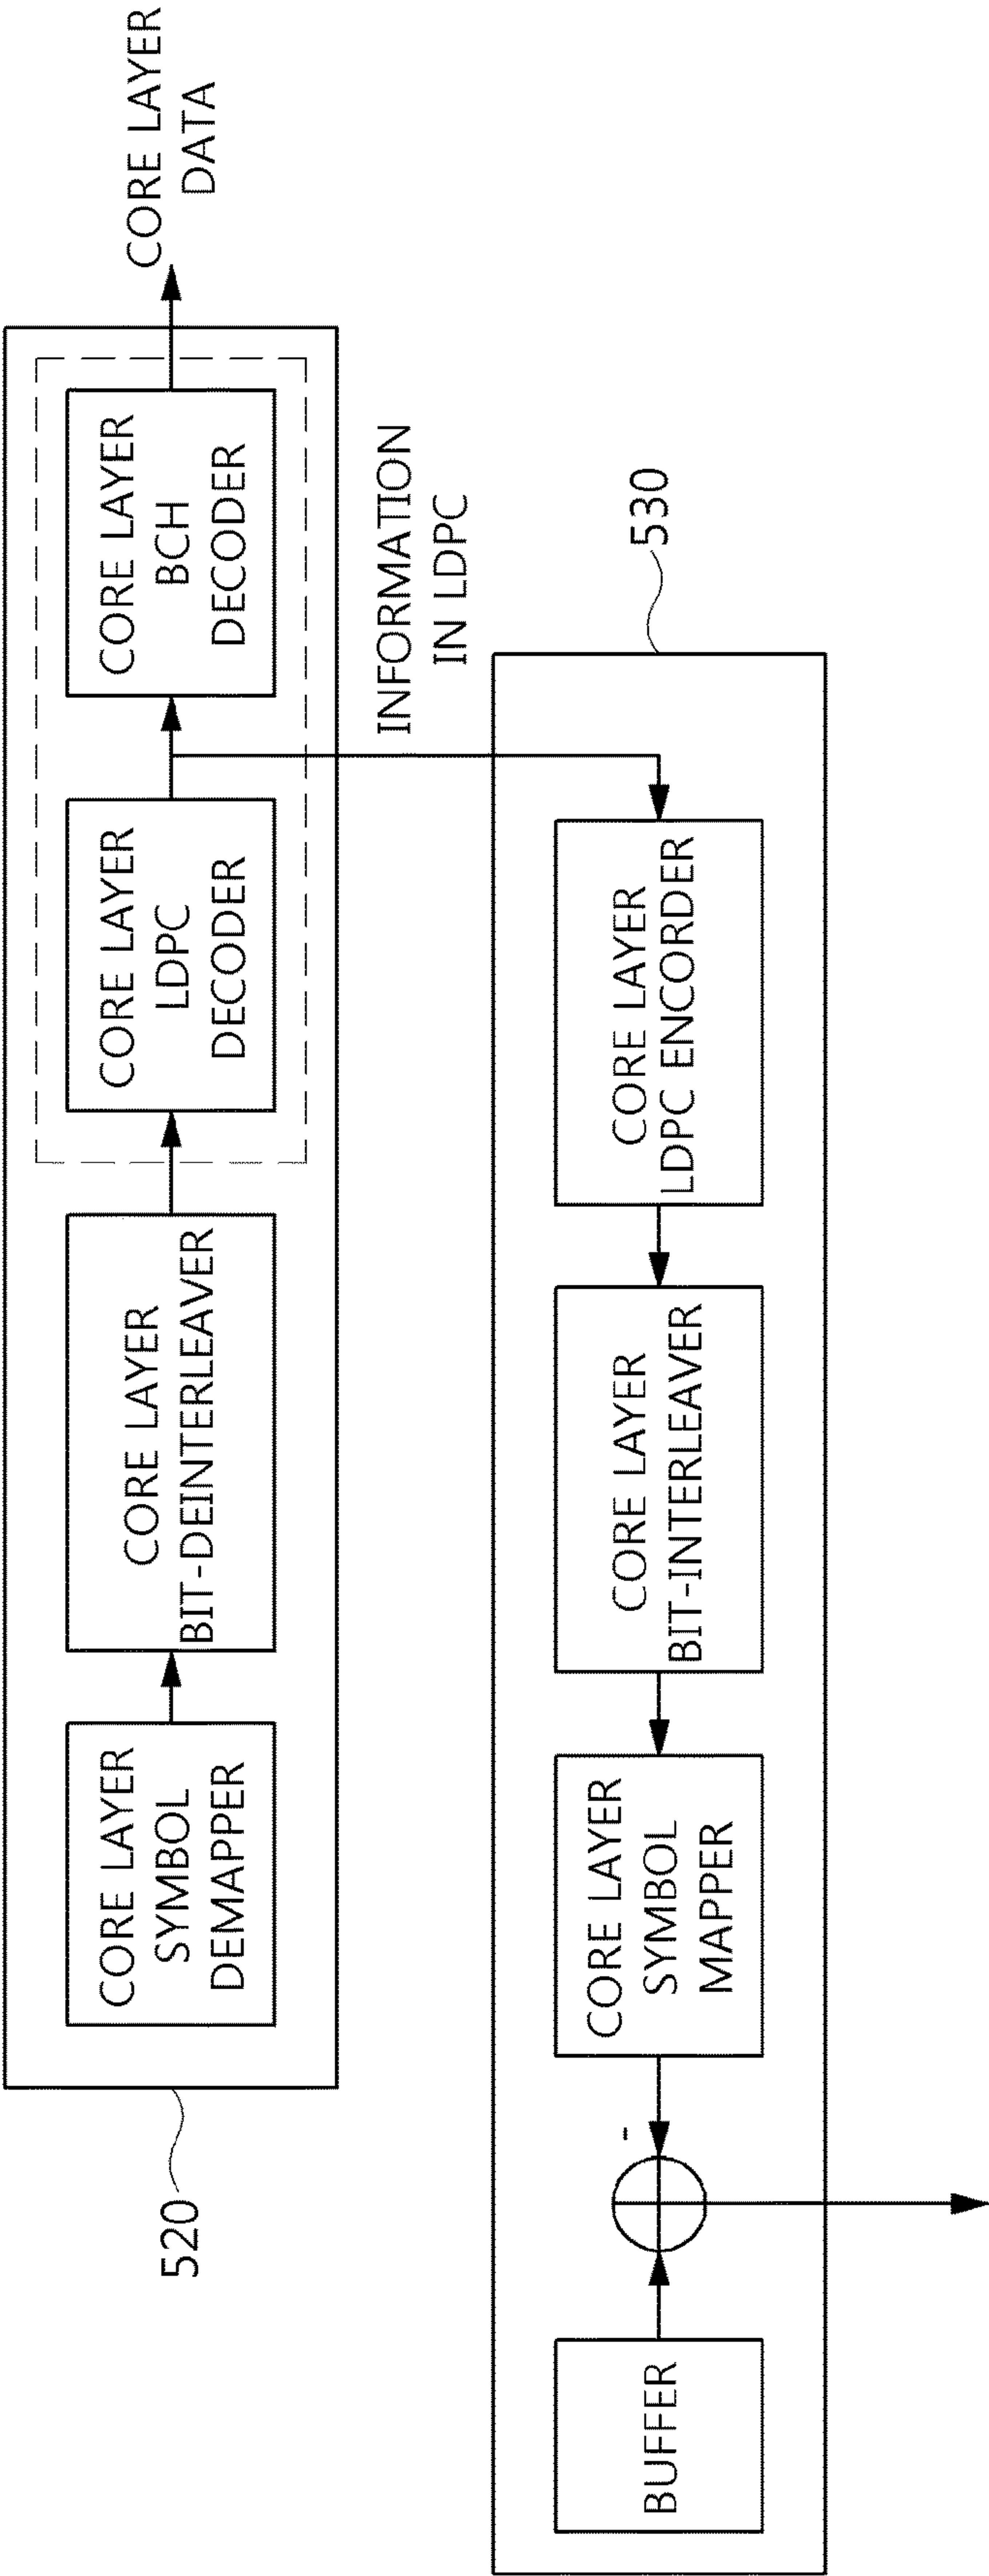 520
CORE LAYER
SYMBOL
DEMAPPER
CORE LAYER
BIT-DEINTERLEAVER
CORE LAYER
LDPC
DECODER
CORE LAYER
BCH
DECODER
CORE LAYER
DATA
INFORMATION
IN LDPC
530
BUFFER
-
CORE LAYER
SYMBOL
MAPPER
CORE LAYER
BIT-INTERLEAVER
CORE LAYER
LDPC ENCORDER